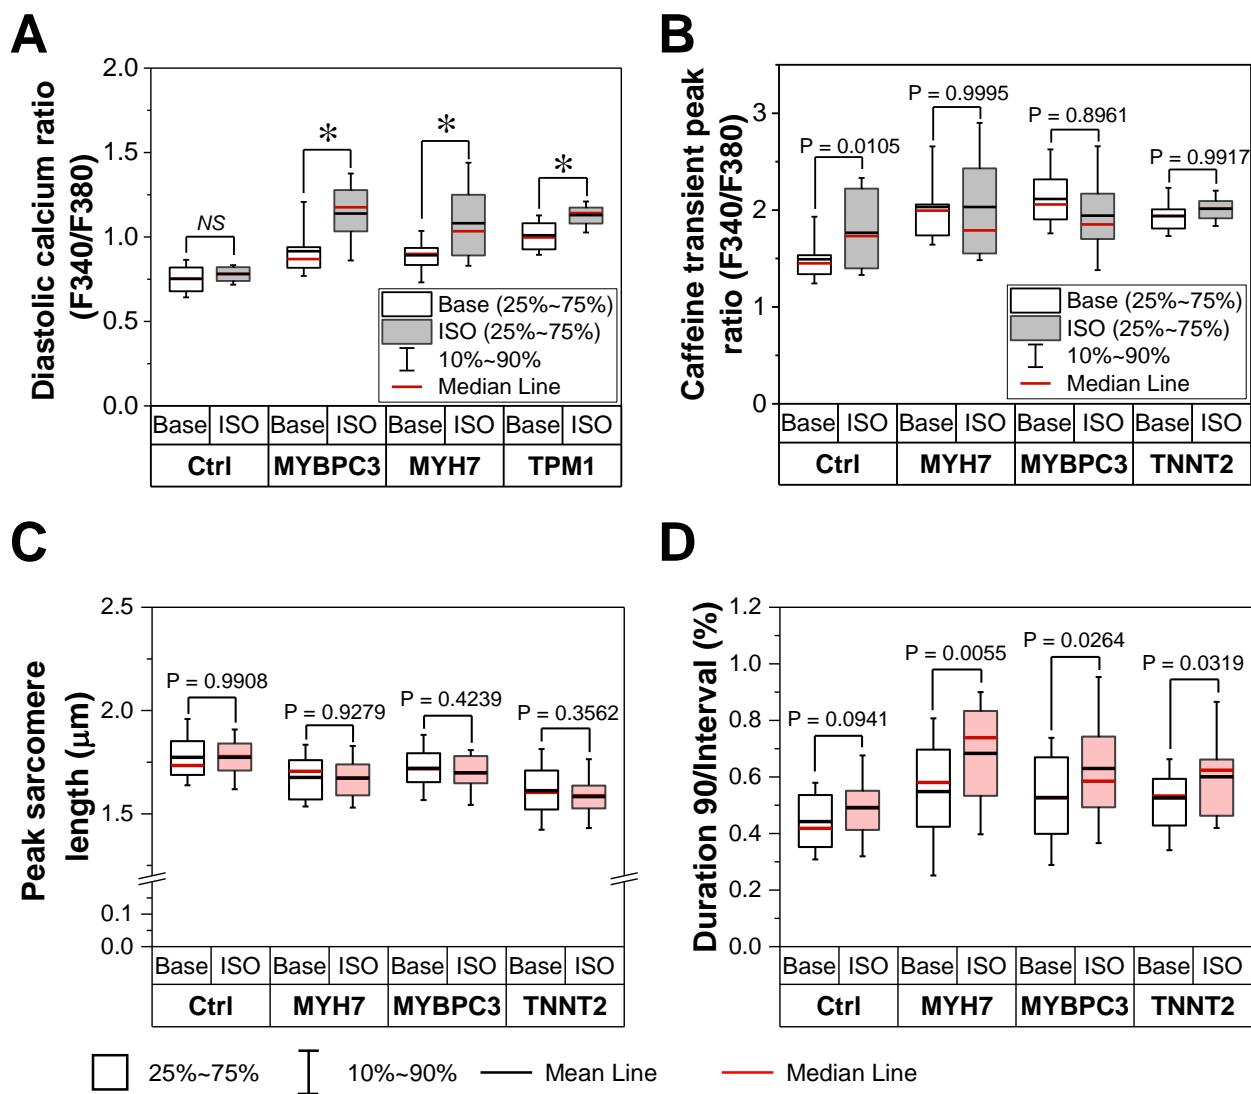 A
Diastolic calcium ratio
(F340/F380)
2.0
1.5
1.0
0.5
0.0
NS
*
*
*
Base (25%~75%)
ISO (25%~75%)
10%~90%
Median Line
Base ISO Base ISO Base ISO Base ISO
Ctrl MYBPC3 MYH7 TPM1
B
Caffeine transient peak
ratio (F340/F380)
3
2
1
0
P = 0.0105
P = 0.9995
P = 0.8961
P = 0.9917
Base (25%~75%)
ISO (25%~75%)
10%~90%
Median Line
Base ISO Base ISO Base ISO Base ISO
Ctrl MYH7 MYBPC3 TNNT2
C
Peak sarcomere
length (μm)
2.5
2.0
1.5
0.1
0.0
P = 0.9908
P = 0.9279
P = 0.4239
P = 0.3562
Base ISO Base ISO Base ISO Base ISO
Ctrl MYH7 MYBPC3 TNNT2
D
Duration 90/Interval (%)
1.2
1.0
0.8
0.6
0.4
0.2
0.0
P = 0.0941
P = 0.0055
P = 0.0264
P = 0.0319
Base ISO Base ISO Base ISO Base ISO
Ctrl MYH7 MYBPC3 TNNT2
25%~75% 10%~90% Mean Line Median Line